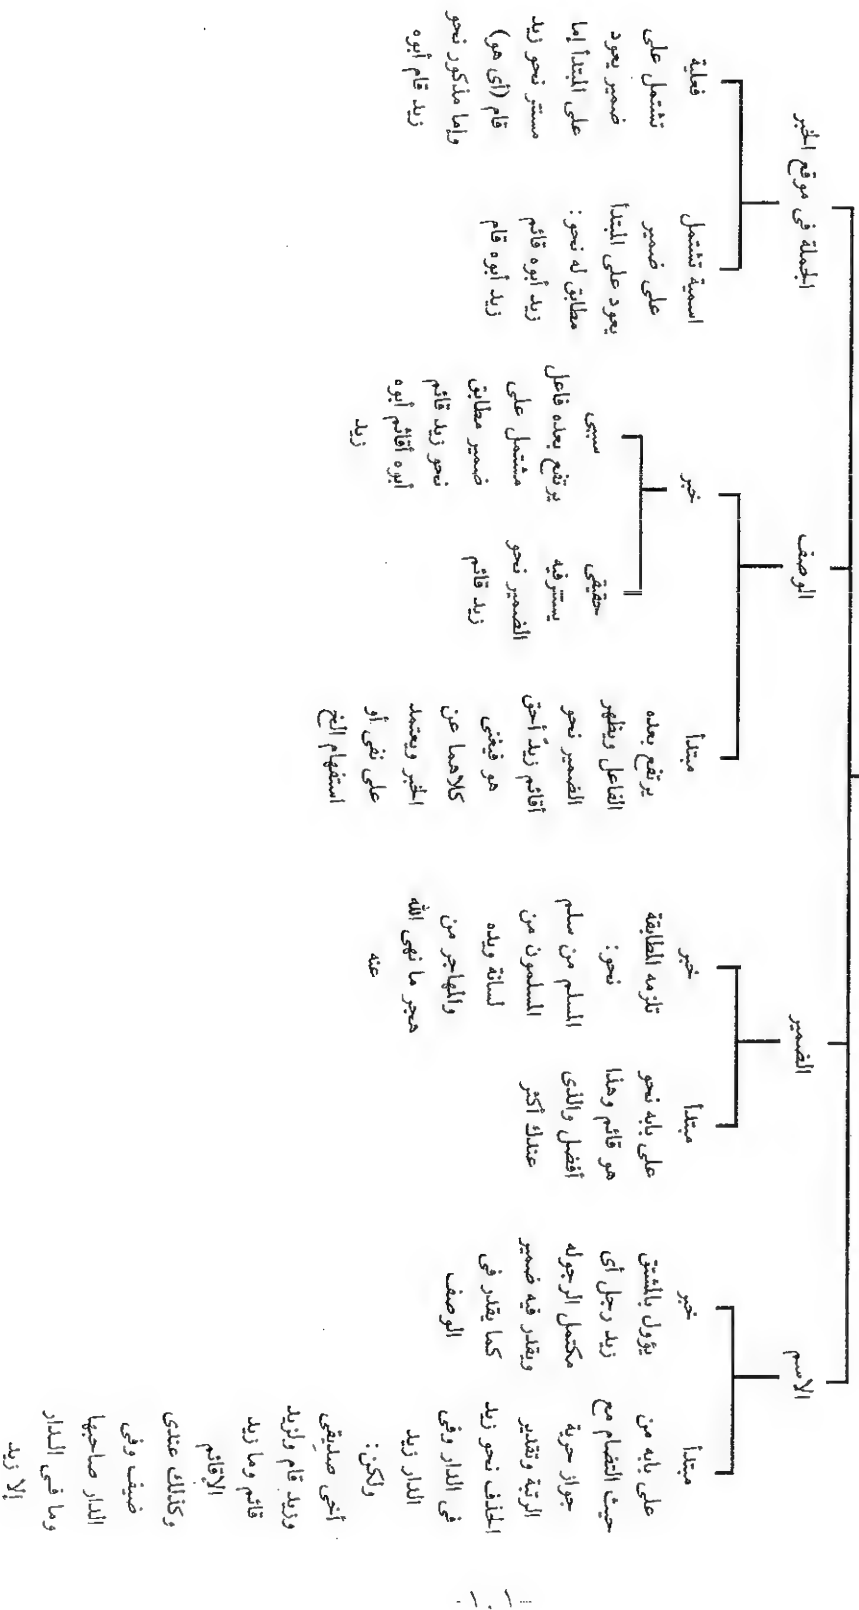 الاسم
الضمير
الوصف
الجملة فى موقع الخبر
مبتدأ
على بابه من
حيث التضام مع
جواز حرية
الرتبة وتقدير
الحذف نحو زيد
فى الدار وفى
الدار زيد
ولكن:
أخى صديقى
وزيد قام ولزيد
قائم وما زيد
الإقائم
وكذلك عندى
ضيف وفى
الدار صاحبها
وما فى الدار
إلا زيد
خبر
يؤول بالمشتق
زيد رجل أى
مكتمل الرجوله
ويقدر فيه ضمير
كما يقدر فى
الوصف
مبتدأ
على بابه نحو
هو قائم وهذا
أفضل والذى
عندك أكثر
خبر
تلزمه المطابقة
نحو:
المسلم من سلم
المسلمون من
لسانة ويده
والمهاجر من
هجر ما نهى الله
عنه
مبتدأ
يرتفع بعده
الفاعل ويظهر
الضمير نحو
أقائم زيدٌ أحق
هو فيغنى
كلاهما عن
الخبر ويعتمد
على نفى أو
استفهام الخ
خبر
حقيقى
يستترفيه
الضمير نحو
زيد قائم
سببى
يرتفع بعده فاعل
مشتمل على
ضمير مطابق
نحو زيد قائم
أبوه أقائم أبوه
زيد
اسمية تشتمل
على ضمير
يعود على المبتدأ
مطابق له نحو:
زيد أبوه قائم
زيد أبوه قام
فعلية
تشتمل على
ضمير يعود
على المبتدأ إما
مستتر نحو زيد
قام (أى هو)
وإما مذكور نحو
زيد قام أبوه
١٠١